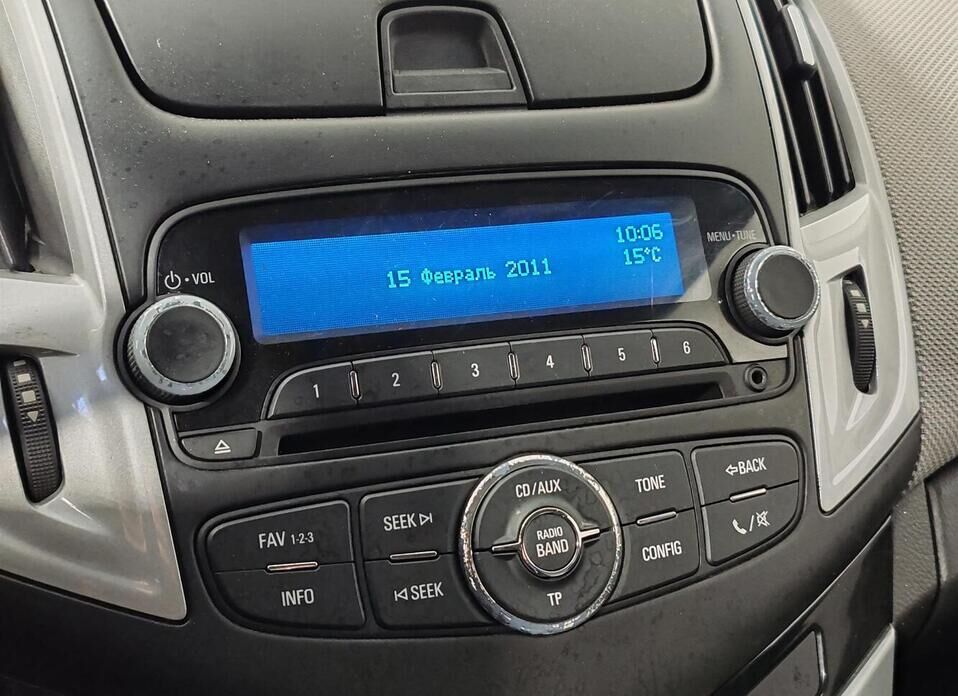 10:06
15°C
15 Февраль 2011
MENU•TUNE
•VOL
1 2 3 4 5 6
CD/AUX
TONE
BACK
FAV 1-2-3
SEEK
RADIO
BAND
CONFIG
INFO
SEEK
TP